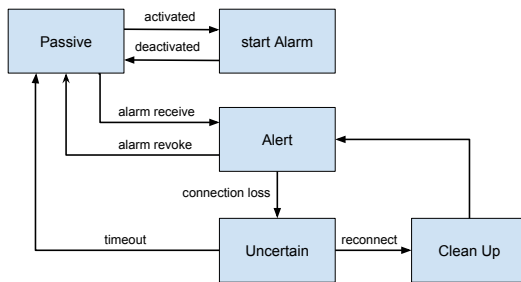 activated
Passive
start Alarm
deactivated
alarm receive
Alert
alarm revoke
connection loss
timeout
Uncertain
reconnect
Clean Up